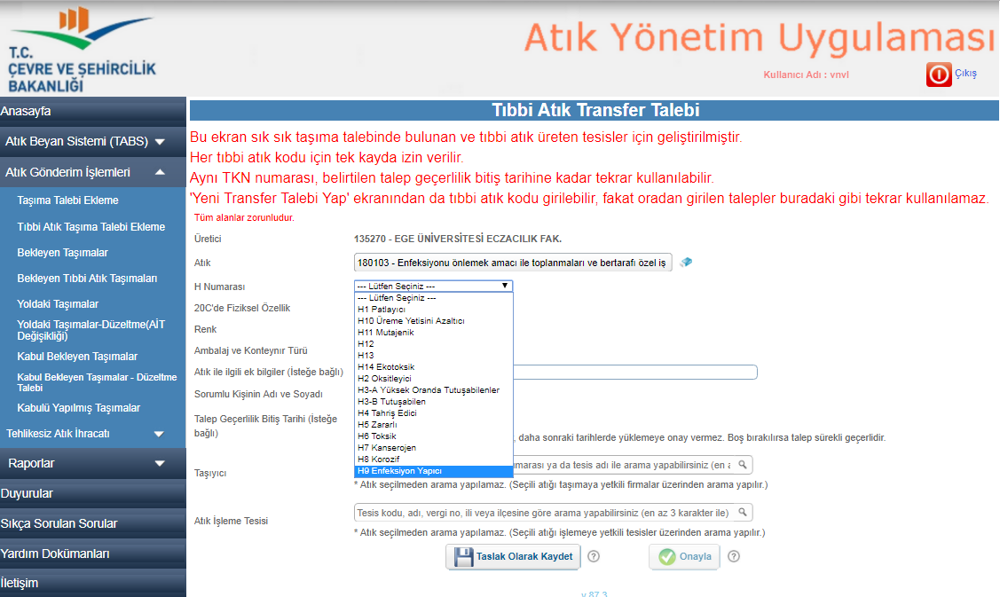 T.C.
ÇEVRE VE ŞEHİRCİLİK
BAKANLIĞI
Atık Yönetim Uygulaması
Kullanıcı Adı : vnvl
Çıkış
Anasayfa
Atık Beyan Sistemi (TABS)
Atık Gönderim İşlemleri
Taşıma Talebi Ekleme
Tıbbi Atık Taşıma Talebi Ekleme
Bekleyen Taşımalar
Bekleyen Tıbbi Atık Taşımaları
Yoldaki Taşımalar
Yoldaki Taşımalar-Düzeltme(AİT
Değişikliği)
Kabul Bekleyen Taşımalar
Kabul Bekleyen Taşımalar - Düzeltme
Talebi
Kabulü Yapılmış Taşımalar
Tehlikesiz Atık İhracatı
Raporlar
Duyurular
Sıkça Sorulan Sorular
Yardım Dokümanları
İletişim
Tıbbi Atık Transfer Talebi
Bu ekran sık sık taşıma talebinde bulunan ve tıbbi atık üreten tesisler için geliştirilmiştir.
Her tıbbi atık kodu için tek kayda izin verilir.
Aynı TKN numarası, belirtilen talep geçerlilik bitiş tarihine kadar tekrar kullanılabilir.
'Yeni Transfer Talebi Yap' ekranından da tıbbi atık kodu girilebilir, fakat oradan girilen talepler buradaki gibi tekrar kullanılamaz.
Tüm alanlar zorunludur.
Üretici 135270 - EGE ÜNİVERSİTESİ ECZACILIK FAK.
Atık 180103 - Enfeksiyonu önlemek amacı ile toplanmaları ve bertarafı özel iş
H Numarası --- Lütfen Seçiniz ---
--- Lütfen Seçiniz ---
H1 Patlayıcı
H10 Üreme Yetisini Azaltıcı
H11 Mutajenik
H12
H13
H14 Ekotoksik
H2 Oksitleyici
H3-A Yüksek Oranda Tutuşabilenler
H3-B Tutuşabilen
H4 Tahriş Edici
H5 Zararlı
H6 Toksik
H7 Kanserojen
H8 Korozif
H9 Enfeksiyon Yapıcı
20C'de Fiziksel Özellik
Renk
Ambalaj ve Konteynır Türü
Atık ile ilgili ek bilgiler (İsteğe bağlı)
Sorumlu Kişinin Adı ve Soyadı
Talep Geçerlilik Bitiş Tarihi (İsteğe
bağlı)
, daha sonraki tarihlerde yüklemeye onay vermez. Boş bırakılırsa talep sürekli geçerlidir.
Taşıyıcı
marası ya da tesis adı ile arama yapabilirsiniz (en a
* Atık seçilmeden arama yapılamaz. (Seçili atığı taşımaya yetkili firmalar üzerinden arama yapılır.)
Atık İşleme Tesisi
Tesis kodu, adı, vergi no, ili veya ilçesine göre arama yapabilirsiniz (en az 3 karakter ile)
* Atık seçilmeden arama yapılamaz. (Seçili atığı işlemeye yetkili tesisler üzerinden arama yapılır.)
Taslak Olarak Kaydet ? Onayla ?
v 87.3